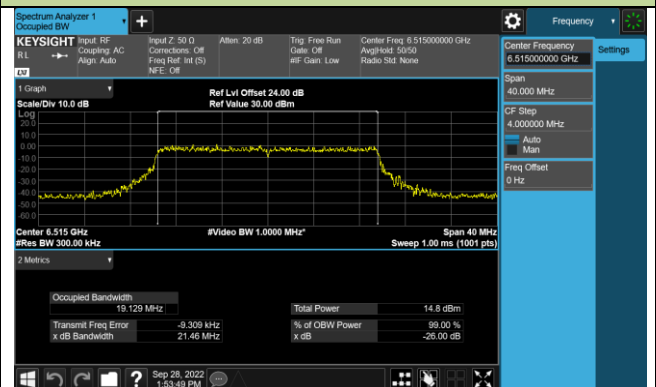 Spectrum Analyzer 1
Occupied BW
Frequency
KEYSIGHT
Input: RF
Coupling: AC
Align: Auto
Input Z: 50 Ω
Corrections: Off
Freq Ref: Int (S)
NFE: Off
Atten: 20 dB
Trig: Free Run
Gate: Off
#IF Gain: Low
Center Freq: 6.515000000 GHz
Avg|Hold: 50/50
Radio Std: None
RL
LXI
Center Frequency
6.515000000 GHz
Settings
Span
40.000 MHz
CF Step
4.000000 MHz
Auto
Man
Freq Offset
0 Hz
1 Graph
Scale/Div 10.0 dB
Ref Lvl Offset 24.00 dB
Ref Value 30.00 dBm
Log
20.0
10.0
0.00
-10.0
-20.0
-30.0
-40.0
-50.0
-60.0
Center 6.515 GHz
#Video BW 1.0000 MHz*
Span 40 MHz
#Res BW 300.00 kHz
Sweep 1.00 ms (1001 pts)
2 Metrics
Occupied Bandwidth
19.129 MHz
Total Power
14.8 dBm
Transmit Freq Error
-9.309 kHz
% of OBW Power
99.00 %
x dB Bandwidth
21.46 MHz
x dB
-26.00 dB
Sep 28, 2022
1:53:49 PM